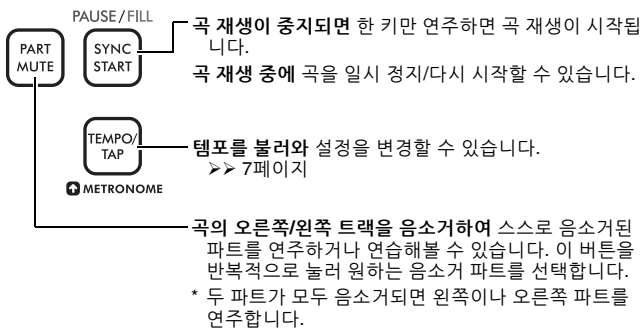 PAUSE/FILL
PART
MUTE
SYNC
START
곡 재생이 중지되면 한 키만 연주하면 곡 재생이 시작됩
니다.
곡 재생 중에 곡을 일시 정지/다시 시작할 수 있습니다.
TEMPO/
TAP
METRONOME
템포를 불러와 설정을 변경할 수 있습니다.
➢➢ 7페이지
곡의 오른쪽/왼쪽 트랙을 음소거하여 스스로 음소거된
파트를 연주하거나 연습해볼 수 있습니다. 이 버튼을
반복적으로 눌러 원하는 음소거 파트를 선택합니다.
* 두 파트가 모두 음소거되면 왼쪽이나 오른쪽 파트를
연주합니다.